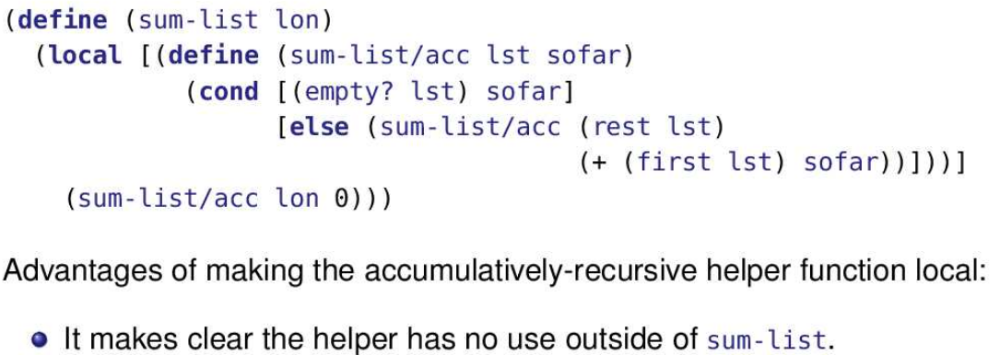 (define (sum-list lon)
  (local [(define (sum-list/acc lst sofar)
            (cond [(empty? lst) sofar]
                  [else (sum-list/acc (rest lst)
                                      (+ (first lst) sofar))]))]
    (sum-list/acc lon 0)))
Advantages of making the accumulatively-recursive helper function local:
• It makes clear the helper has no use outside of sum-list.